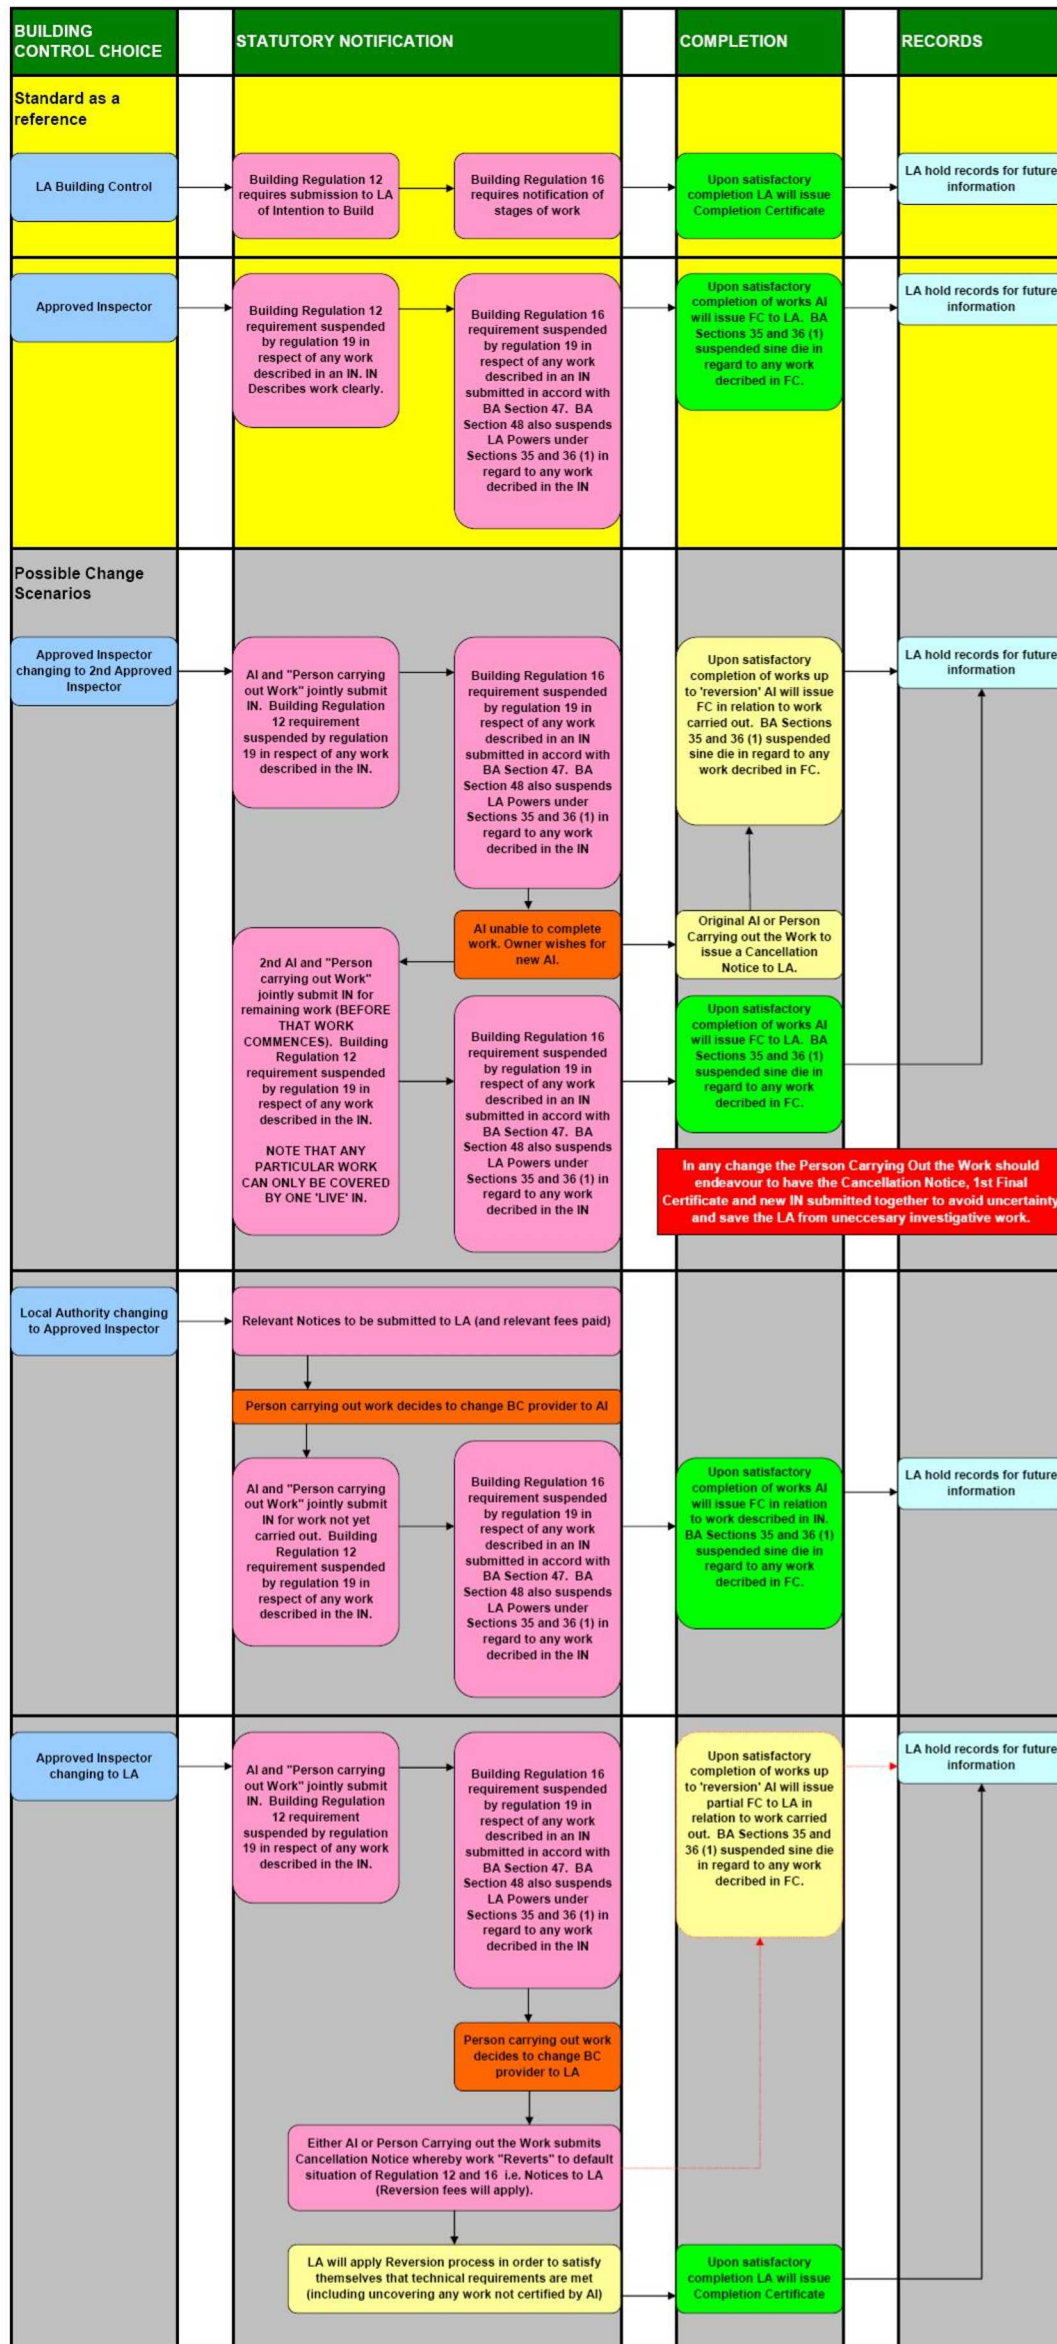 BUILDING
CONTROL CHOICE
STATUTORY NOTIFICATION
COMPLETION
RECORDS
Standard as a
reference
LA Building Control
Building Regulation 12
requires submission to LA
of Intention to Build
Building Regulation 16
requires notification of
stages of work
Upon satisfactory
completion LA will issue
Completion Certificate
LA hold records for future
information
Approved Inspector
Building Regulation 12
requirement suspended
by regulation 19 in
respect of any work
described in an IN. IN
Describes work clearly.
Building Regulation 16
requirement suspended
by regulation 19 in
respect of any work
described in an IN
submitted in accord with
BA Section 47. BA
Section 48 also suspends
LA Powers under
Sections 35 and 36 (1) in
regard to any work
decribed in the IN
Upon satisfactory
completion of works AI
will issue FC to LA. BA
Sections 35 and 36 (1)
suspended sine die in
regard to any work
decribed in FC.
LA hold records for future
information
Possible Change
Scenarios
Approved Inspector
changing to 2nd Approved
Inspector
AI and "Person carrying
out Work" jointly submit
IN. Building Regulation
12 requirement
suspended by regulation
19 in respect of any work
described in the IN.
Building Regulation 16
requirement suspended
by regulation 19 in
respect of any work
described in an IN
submitted in accord with
BA Section 47. BA
Section 48 also suspends
LA Powers under
Sections 35 and 36 (1) in
regard to any work
decribed in the IN
Upon satisfactory
completion of works up
to 'reversion' AI will issue
FC in relation to work
carried out. BA Sections
35 and 36 (1) suspended
sine die in regard to any
work decribed in FC.
LA hold records for future
information
AI unable to complete
work. Owner wishes for
new AI.
Original AI or Person
Carrying out the Work to
issue a Cancellation
Notice to LA.
2nd AI and "Person
carrying out Work"
jointly submit IN for
remaining work (BEFORE
THAT WORK
COMMENCES). Building
Regulation 12
requirement suspended
by regulation 19 in
respect of any work
described in the IN.
NOTE THAT ANY
PARTICULAR WORK
CAN ONLY BE COVERED
BY ONE 'LIVE' IN.
Building Regulation 16
requirement suspended
by regulation 19 in
respect of any work
described in an IN
submitted in accord with
BA Section 47. BA
Section 48 also suspends
LA Powers under
Sections 35 and 36 (1) in
regard to any work
decribed in the IN
Upon satisfactory
completion of works AI
will issue FC to LA. BA
Sections 35 and 36 (1)
suspended sine die in
regard to any work
decribed in FC.
In any change the Person Carrying Out the Work should
endeavour to have the Cancellation Notice, 1st Final
Certificate and new IN submitted together to avoid uncertainty
and save the LA from uneccesary investigative work.
Local Authority changing
to Approved Inspector
Relevant Notices to be submitted to LA (and relevant fees paid)
Person carrying out work decides to change BC provider to AI
AI and "Person carrying
out Work" jointly submit
IN for work not yet
carried out. Building
Regulation 12
requirement suspended
by regulation 19 in
respect of any work
described in the IN.
Building Regulation 16
requirement suspended
by regulation 19 in
respect of any work
described in an IN
submitted in accord with
BA Section 47. BA
Section 48 also suspends
LA Powers under
Sections 35 and 36 (1) in
regard to any work
decribed in the IN
Upon satisfactory
completion of works AI
will issue FC in relation
to work described in IN.
BA Sections 35 and 36 (1)
suspended sine die in
regard to any work
decribed in FC.
LA hold records for future
information
Approved Inspector
changing to LA
AI and "Person carrying
out Work" jointly submit
IN. Building Regulation
12 requirement
suspended by regulation
19 in respect of any work
described in the IN.
Building Regulation 16
requirement suspended
by regulation 19 in
respect of any work
described in an IN
submitted in accord with
BA Section 47. BA
Section 48 also suspends
LA Powers under
Sections 35 and 36 (1) in
regard to any work
decribed in the IN
Upon satisfactory
completion of works up
to 'reversion' AI will issue
partial FC to LA in
relation to work carried
out. BA Sections 35 and
36 (1) suspended sine die
in regard to any work
decribed in FC.
LA hold records for future
information
Person carrying out work
decides to change BC
provider to LA
Either AI or Person Carrying out the Work submits
Cancellation Notice whereby work "Reverts" to default
situation of Regulation 12 and 16 i.e. Notices to LA
(Reversion fees will apply).
LA will apply Reversion process in order to satisfy
themselves that technical requirements are met
(including uncovering any work not certified by AI)
Upon satisfactory
completion LA will issue
Completion Certificate